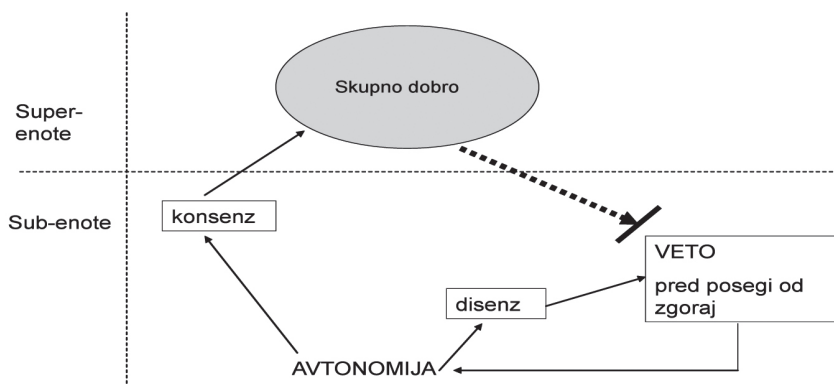 Skupno dobro
Super-
enote
Sub-enote
konsenz
VETO
pred posegi od
zgoraj
disenz
AVTONOMIJA